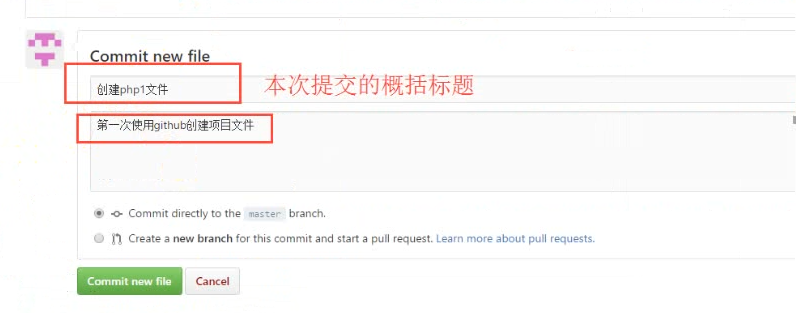 Commit new file
创建php1文件
本次提交的概括标题
第一次使用github创建项目文件
Commit directly to the master branch.
Create a new branch for this commit and start a pull request. Learn more about pull requests.
Commit new file
Cancel